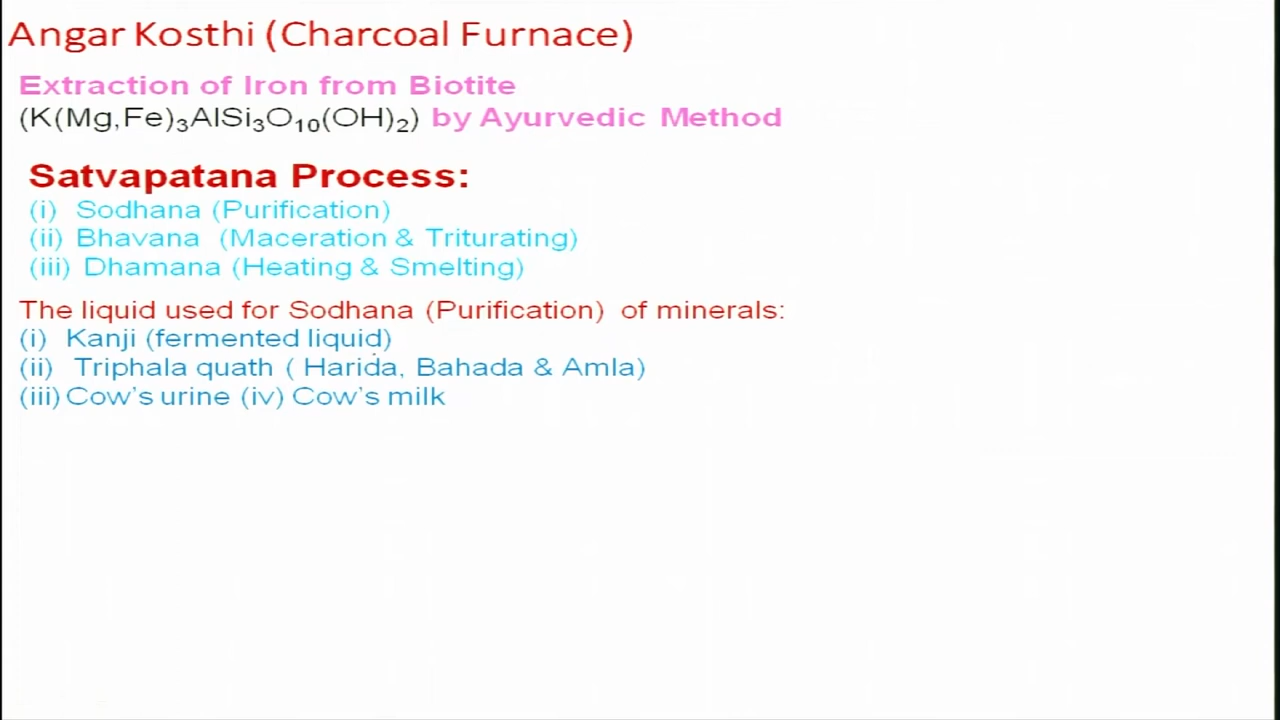 Angar Kosthi (Charcoal Furnace)
Extraction of Iron from Biotite
(K(Mg,Fe)₃AlSi₃O₁₀(OH)₂) by Ayurvedic Method
Satvapatana Process:
(i) Sodhana (Purification)
(ii) Bhavana (Maceration & Triturating)
(iii) Dhamana (Heating & Smelting)
The liquid used for Sodhana (Purification) of minerals:
(i) Kanji (fermented liquid)
(ii) Triphala quath ( Harida, Bahada & Amla)
(iii) Cow's urine (iv) Cow's milk